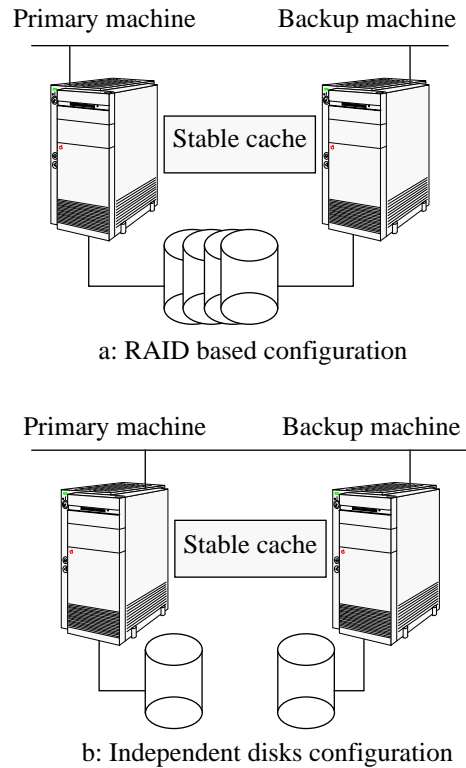 Primary machine
Backup machine
Stable cache
a: RAID based configuration
Primary machine
Backup machine
Stable cache
b: Independent disks configuration